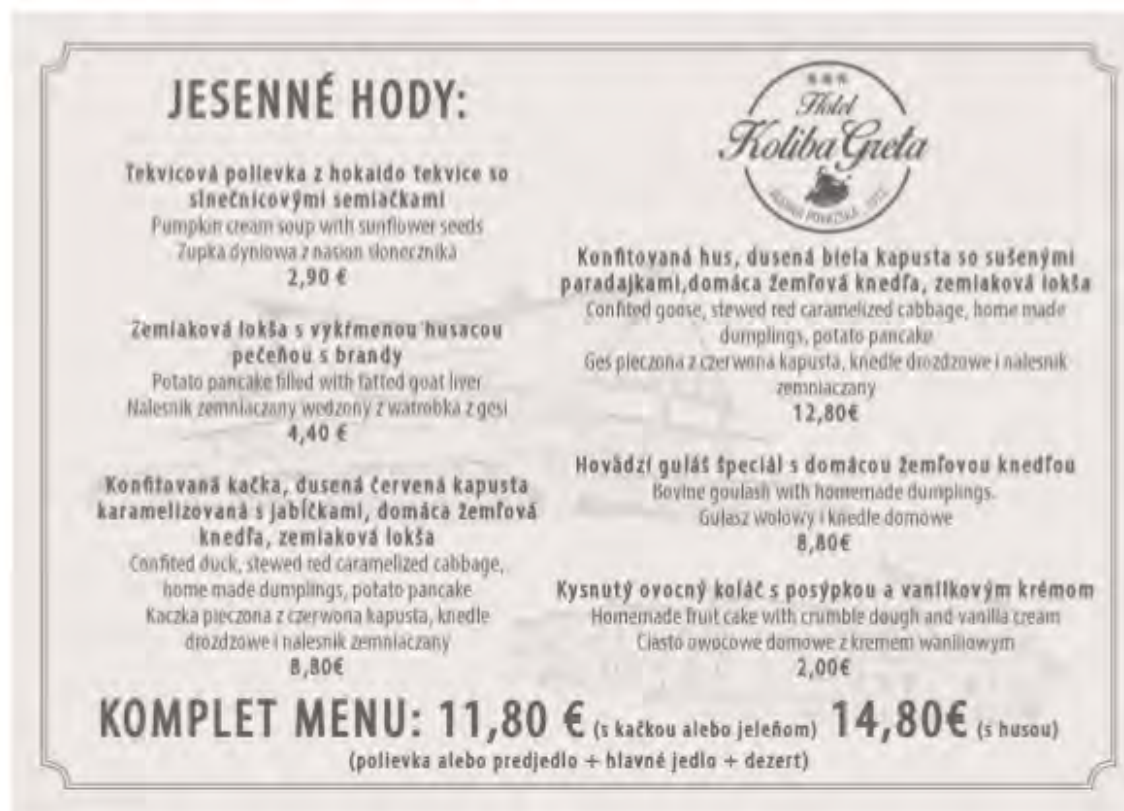 JESENNÉ HODY:
Tekvicová polievka z hokaido tekvice so
slnečnicovými semiačkami
Pumpkin cream soup with sunflower seeds
Zupka dyniowa z nasion slonecznika
2,90 €
Zemiaková lokša s vykŕmenou husacou
pečeňou s brandy
Potato pancake filled with fatted goat liver
Nalesnik zemniaczany wedzony z watrobka z gesi
4,40 €
Konfitovaná kačka, dusená červená kapusta
karamelizovaná s jabĺčkami, domáca žemľová
knedľa, zemiaková lokša
Confited duck, stewed red caramelized cabbage,
home made dumplings, potato pancake
Kaczka pieczona z czerwona kapusta, knedle
drozdzowe i nalesnik zemniaczany
8,80€
Hotel
Koliba Greta
Konfitovaná hus, dusená biela kapusta so sušenými
paradajkami,domáca žemľová knedľa, zemiaková lokša
Confited goose, stewed red caramelized cabbage, home made
dumplings, potato pancake
Ges pieczona z czerwona kapusta, knedle drozdzowe i nalesnik
zemniaczany
12,80€
Hovädzí guláš špeciál s domácou žemľovou knedľou
Bovine goulash with homemade dumplings.
Gulasz wolowy i knedle domowe
8,80€
Kysnutý ovocný koláč s posýpkou a vanilkovým krémom
Homemade fruit cake with crumble dough and vanilla cream
Ciasto owocowe domowe z kremem waniliowym
2,00€
KOMPLET MENU: 11,80 € (s kačkou alebo jeleňom) 14,80€ (s husou)
(polievka alebo predjedlo + hlavné jedlo + dezert)